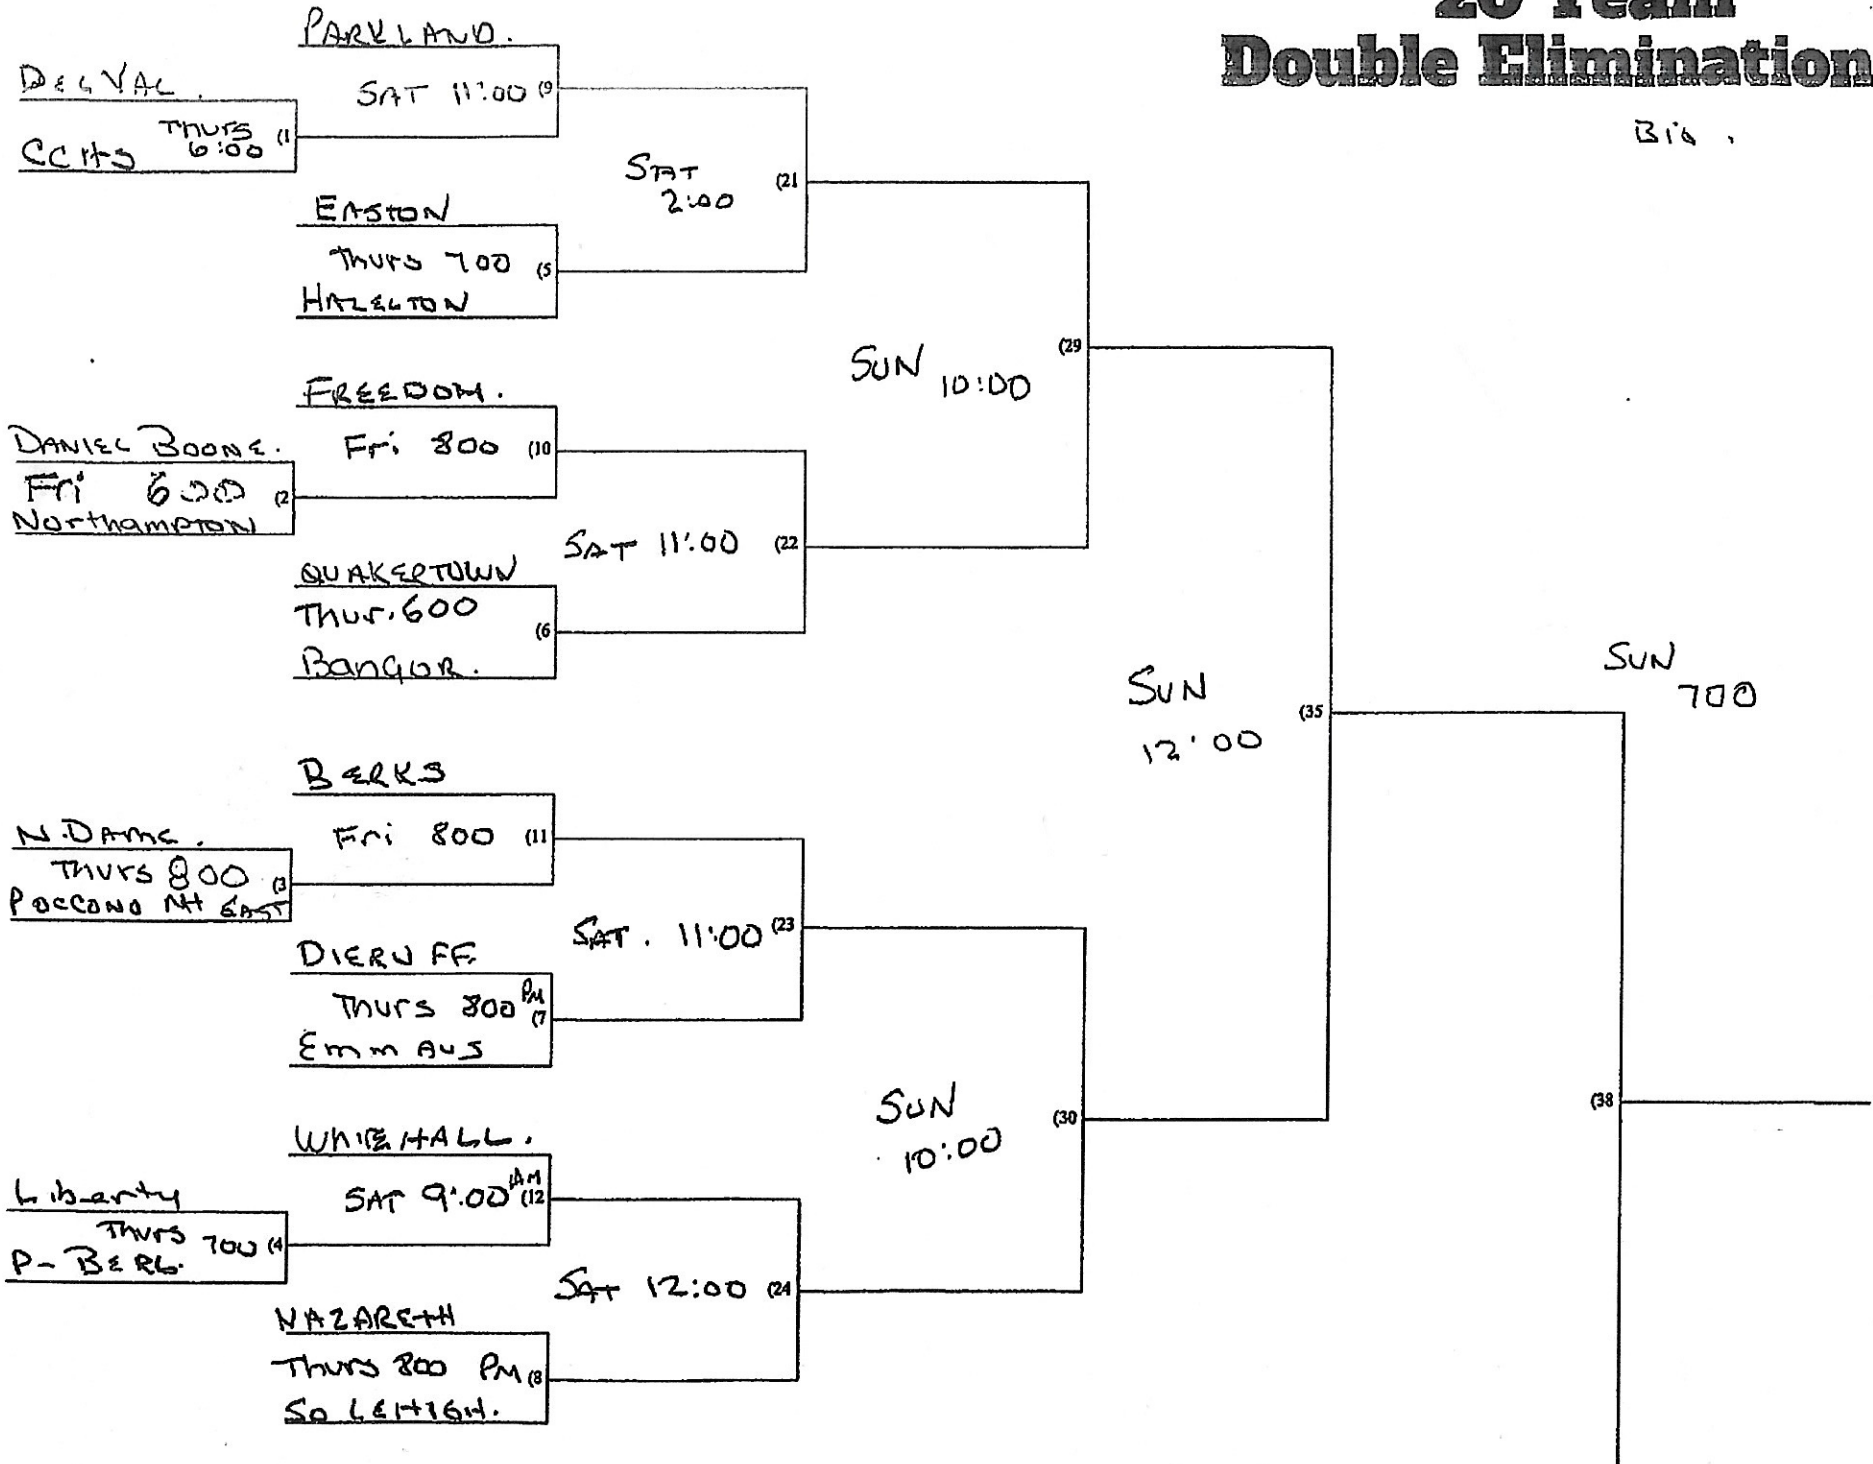 20 Team
Double Elimination
PARKLAND.
DEL VAL.
SAT 11:00 (9
Thurs
6:00 (1
CCHS
SAT
2:00 (21
EASTON
Thurs 700 (5
HAZELTON
SUN 10:00 (29
FREEDOM.
DANIEL BOONE.
Fri 800 (10
Fri 600 (2
Northampton
SAT 11:00 (22
QUAKERTOWN
Thur. 600
(6
Bangor.
SUN
700
SUN
12:00 (35
BERKS
N. DAME.
Fri 800 (11
Thurs 800 (3
POCCONO Mt EAST
SAT. 11:00 (23
DIERUFF.
Thurs 800 PM (7
EmmAUS
SUN
10:00 (30
(38
WHITEHALL.
Liberty
SAT 9:00 AM (12
Thurs 700 (4
P-BERG.
SAT 12:00 (24
NAZARETH
Thurs 800 PM (8
So LEHIGH.